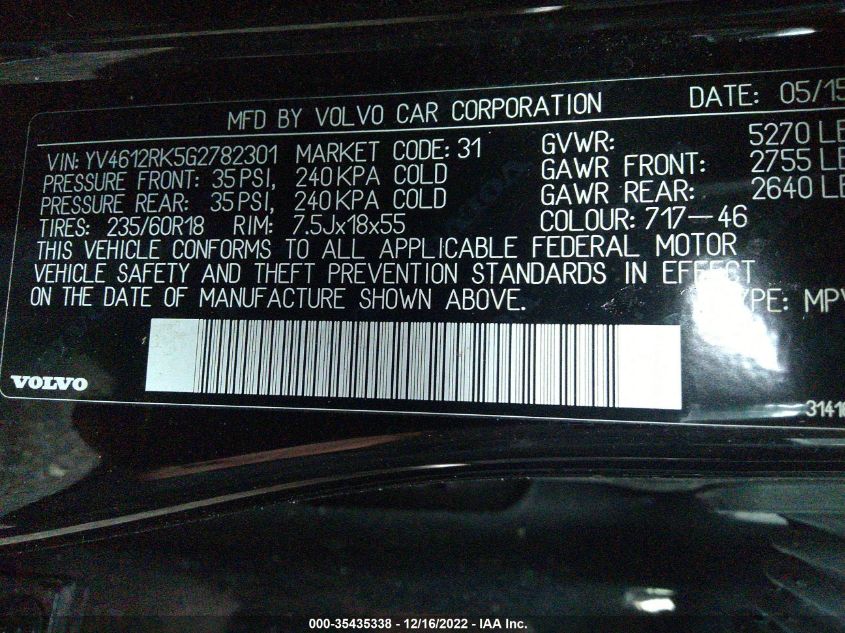 MFD BY VOLVO CAR CORPORATION DATE: 05/15
VIN: YV4612RK5G2782301 MARKET CODE: 31 GVWR: 5270 LB
PRESSURE FRONT: 35 PSI, 240 KPA COLD GAWR FRONT: 2755 LB
PRESSURE REAR: 35 PSI, 240 KPA COLD GAWR REAR: 2640 LB
TIRES: 235/60R18 RIM: 7.5Jx18x55 COLOUR: 717-46
THIS VEHICLE CONFORMS TO ALL APPLICABLE FEDERAL MOTOR
VEHICLE SAFETY AND THEFT PREVENTION STANDARDS IN EFFECT
ON THE DATE OF MANUFACTURE SHOWN ABOVE. TYPE: MPV
VOLVO
31416
000-35435338 - 12/16/2022 - IAA Inc.